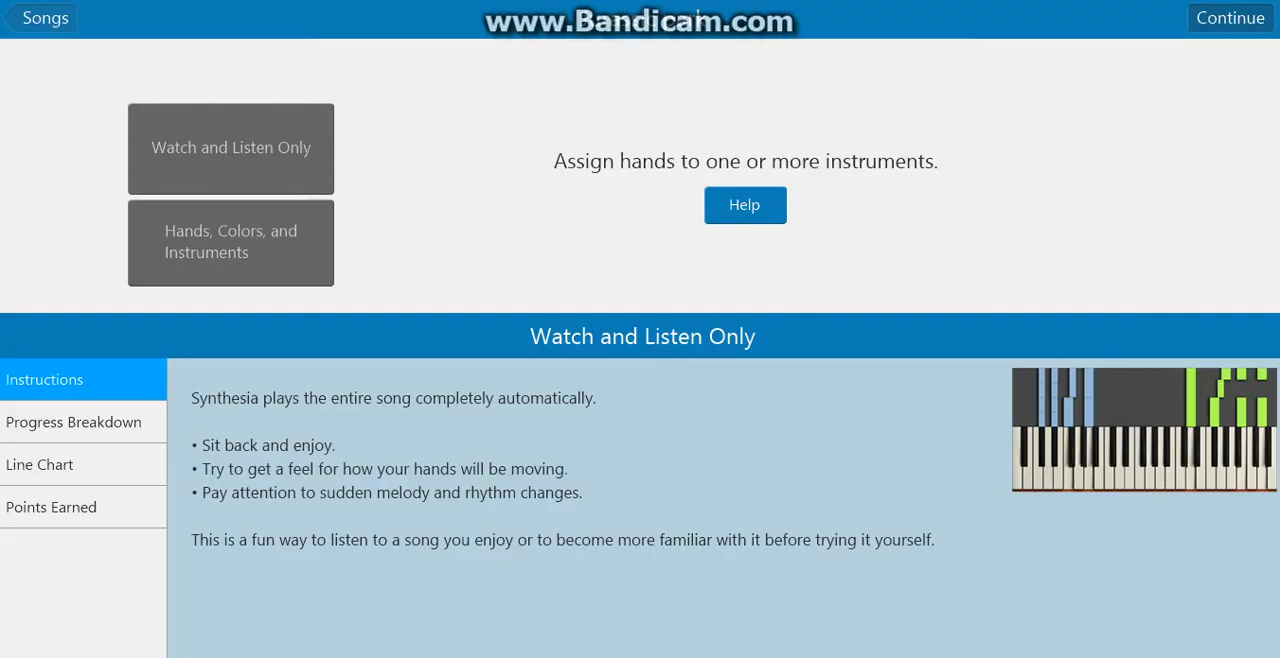 Songs
www.Bandicam.com
Continue
Watch and Listen Only
Hands, Colors, and
Instruments
Assign hands to one or more instruments.
Help
Watch and Listen Only
Instructions
Progress Breakdown
Line Chart
Points Earned
Synthesia plays the entire song completely automatically.
• Sit back and enjoy.
• Try to get a feel for how your hands will be moving.
• Pay attention to sudden melody and rhythm changes.
This is a fun way to listen to a song you enjoy or to become more familiar with it before trying it yourself.